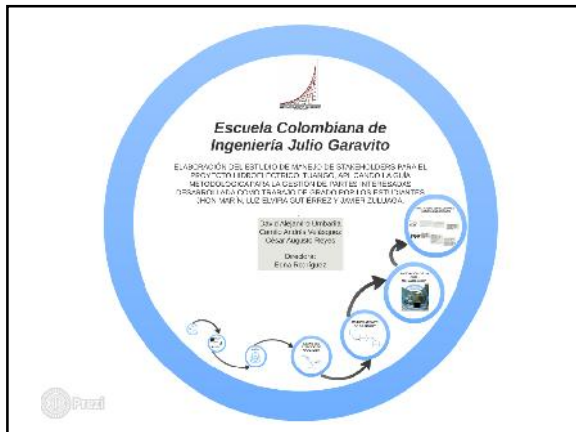 Escuela Colombiana de
Ingeniería Julio Garavito
ELABORACIÓN DEL ESTUDIO DE MANEJO DE STAKEHOLDERS PARA EL
PROYECTO HIDROELÉCTRICO ITUANGO, APLICANDO LA GUÍA
METODOLÓGICA PARA LA GESTIÓN DE PARTES INTERESADAS
DESARROLLADA COMO TRABAJO DE GRADO POR LOS ESTUDIANTES
JHON MARÍN, LUZ ELVIRA GUTIÉRREZ Y JAVIER ZULUAGA.
David Alejandro Umbarila
Camilo Andrés Velásquez
César Augusto Reyes
Directora:
Edna Rodríguez
Prezi